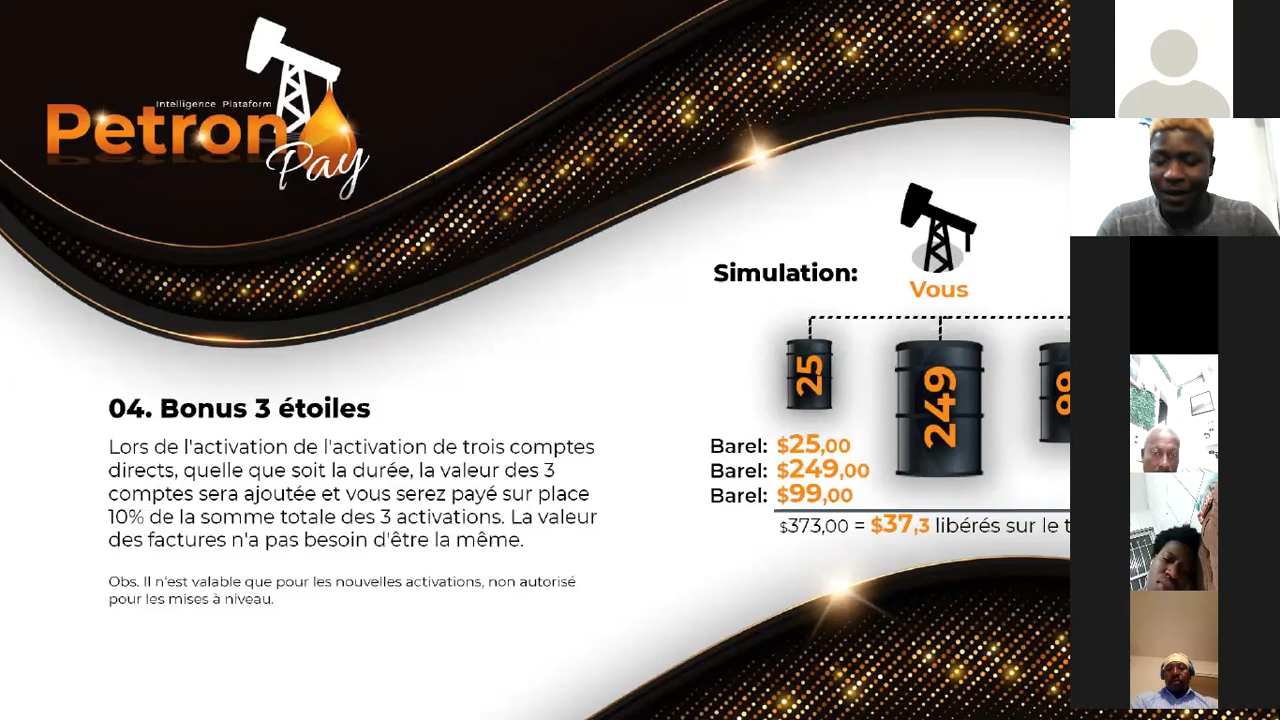 Intelligence Plataform
Petron
Pay
Simulation:
Vous
25
249
04. Bonus 3 étoiles
Lors de l'activation de l'activation de trois comptes
directs, quelle que soit la durée, la valeur des 3
comptes sera ajoutée et vous serez payé sur place
10% de la somme totale des 3 activations. La valeur
des factures n'a pas besoin d'être la même.
Obs. Il n'est valable que pour les nouvelles activations, non autorisé
pour les mises à niveau.
Barel: $25,00
Barel: $249,00
Barel: $99,00
$373,00 = $37,3 libérés sur le